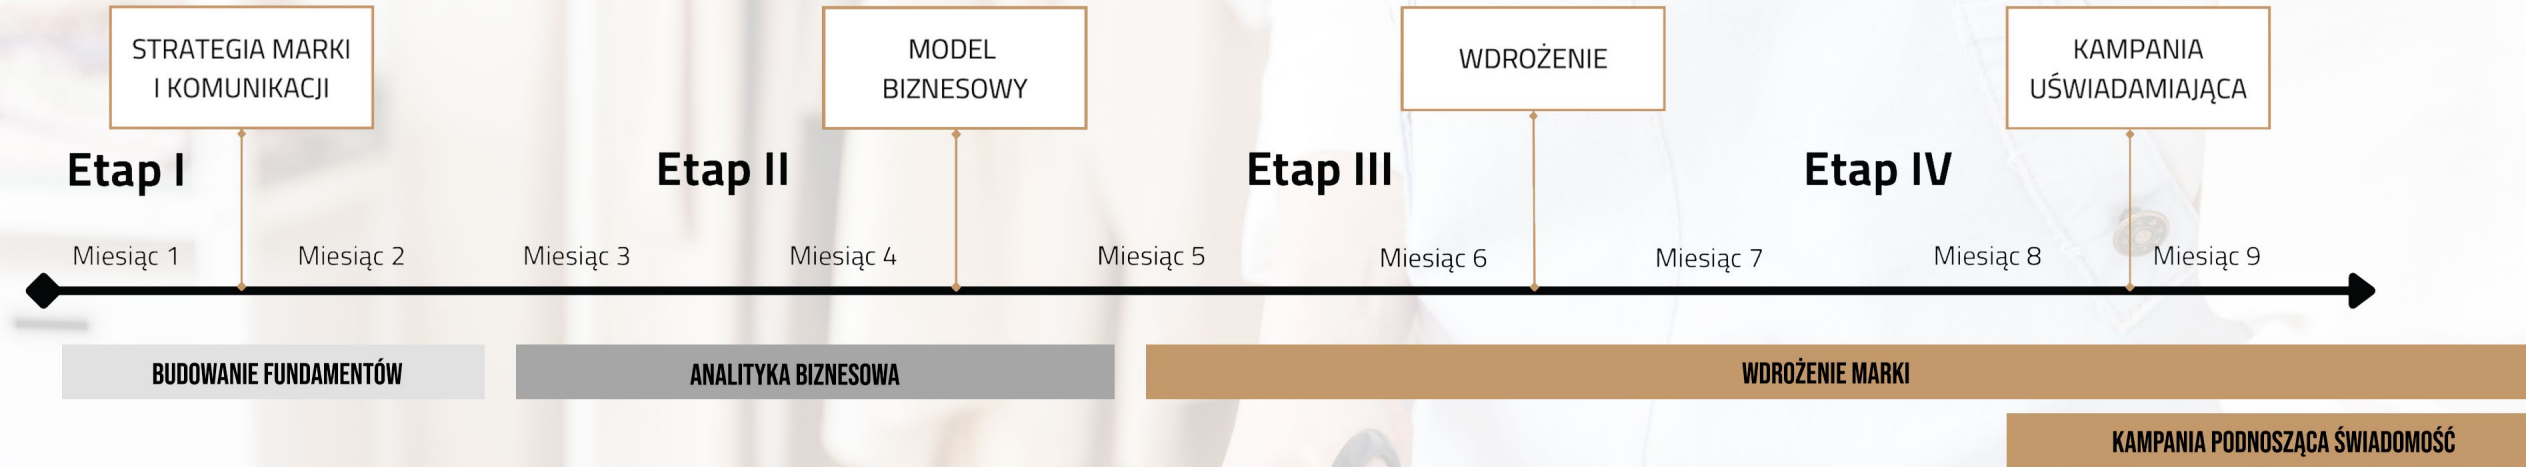 STRATEGIA MARKI
I KOMUNIKACJI
MODEL
BIZNESOWY
WDROŻENIE
KAMPANIA
UŚWIADAMIAJĄCA
Etap I
Etap II
Etap III
Etap IV
Miesiąc 1
Miesiąc 2
Miesiąc 3
Miesiąc 4
Miesiąc 5
Miesiąc 6
Miesiąc 7
Miesiąc 8
Miesiąc 9
BUDOWANIE FUNDAMENTÓW
ANALITYKA BIZNESOWA
WDROŻENIE MARKI
KAMPANIA PODNOSZĄCA ŚWIADOMOŚĆ